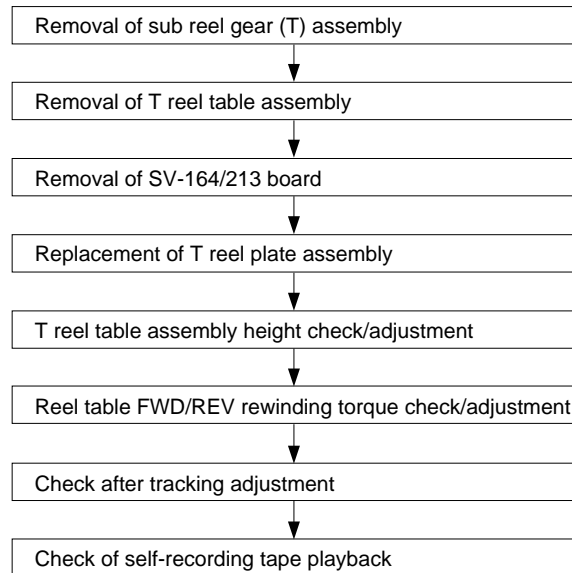 Removal of sub reel gear (T) assembly
Removal of T reel table assembly
Removal of SV-164/213 board
Replacement of T reel plate assembly
T reel table assembly height check/adjustment
Reel table FWD/REV rewinding torque check/adjustment
Check after tracking adjustment
Check of self-recording tape playback